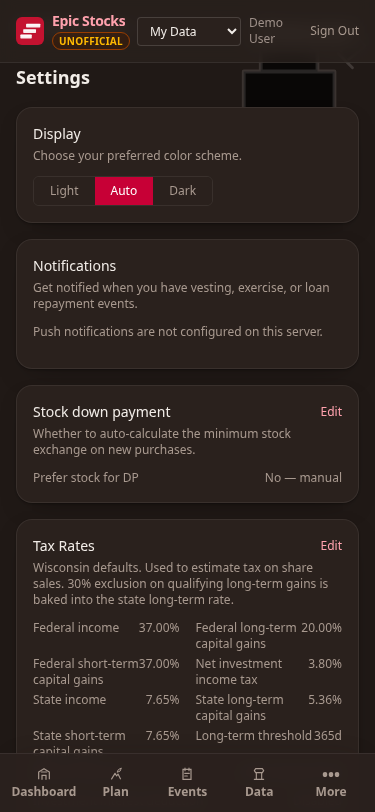 Epic Stocks
UNOFFICIAL
My Data
Demo User
Sign Out
Settings
Display
Choose your preferred color scheme.
Light Auto Dark
Notifications
Get notified when you have vesting, exercise, or loan
repayment events.
Push notifications are not configured on this server.
Stock down payment Edit
Whether to auto-calculate the minimum stock
exchange on new purchases.
Prefer stock for DP No — manual
Tax Rates Edit
Wisconsin defaults. Used to estimate tax on share
sales. 30% exclusion on qualifying long-term gains is
baked into the state long-term rate.
Federal income 37.00%
Federal long-term capital gains 20.00%
Federal short-term capital gains 37.00%
Net investment income tax 3.80%
State income 7.65%
State long-term capital gains 5.36%
State short-term capital gains 7.65%
Long-term threshold 365d
Dashboard Plan Events Data More